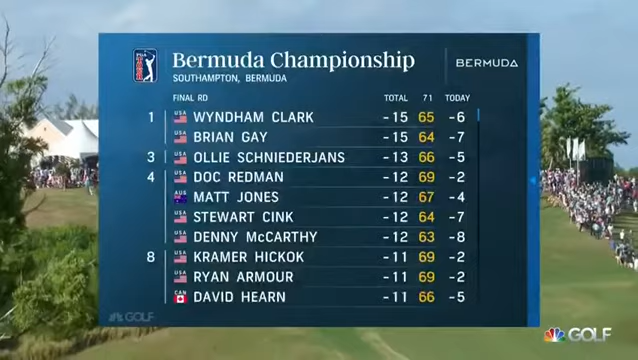 PGA TOUR
Bermuda Championship
BERMUDA
SOUTHAMPTON, BERMUDA
FINAL RD TOTAL 71 TODAY
1 USA WYNDHAM CLARK -15 65 -6
USA BRIAN GAY -15 64 -7
3 USA OLLIE SCHNIEDERJANS -13 66 -5
4 USA DOC REDMAN -12 69 -2
AUS MATT JONES -12 67 -4
USA STEWART CINK -12 64 -7
USA DENNY McCARTHY -12 63 -8
8 USA KRAMER HICKOK -11 69 -2
USA RYAN ARMOUR -11 69 -2
CAN DAVID HEARN -11 66 -5
GOLF
GOLF